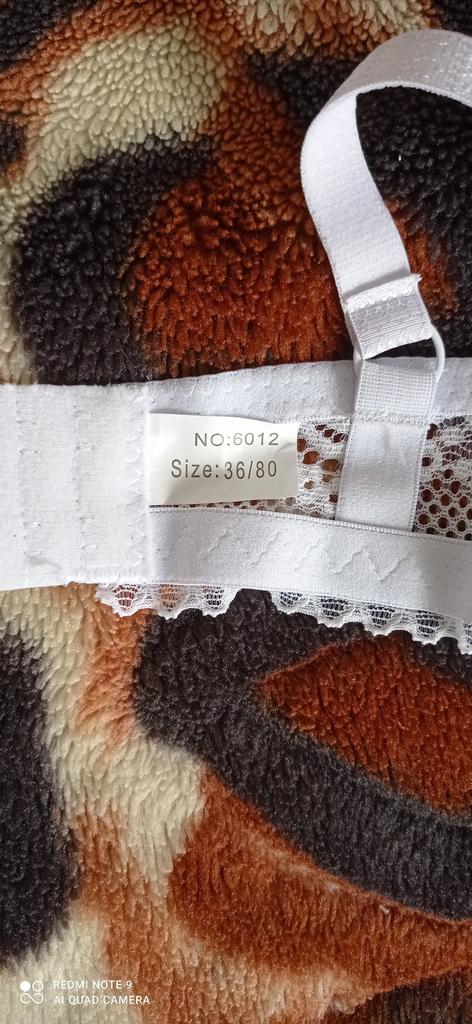 NO:6012
Size:36/80
REDMI NOTE 9
AI QUAD CAMERA